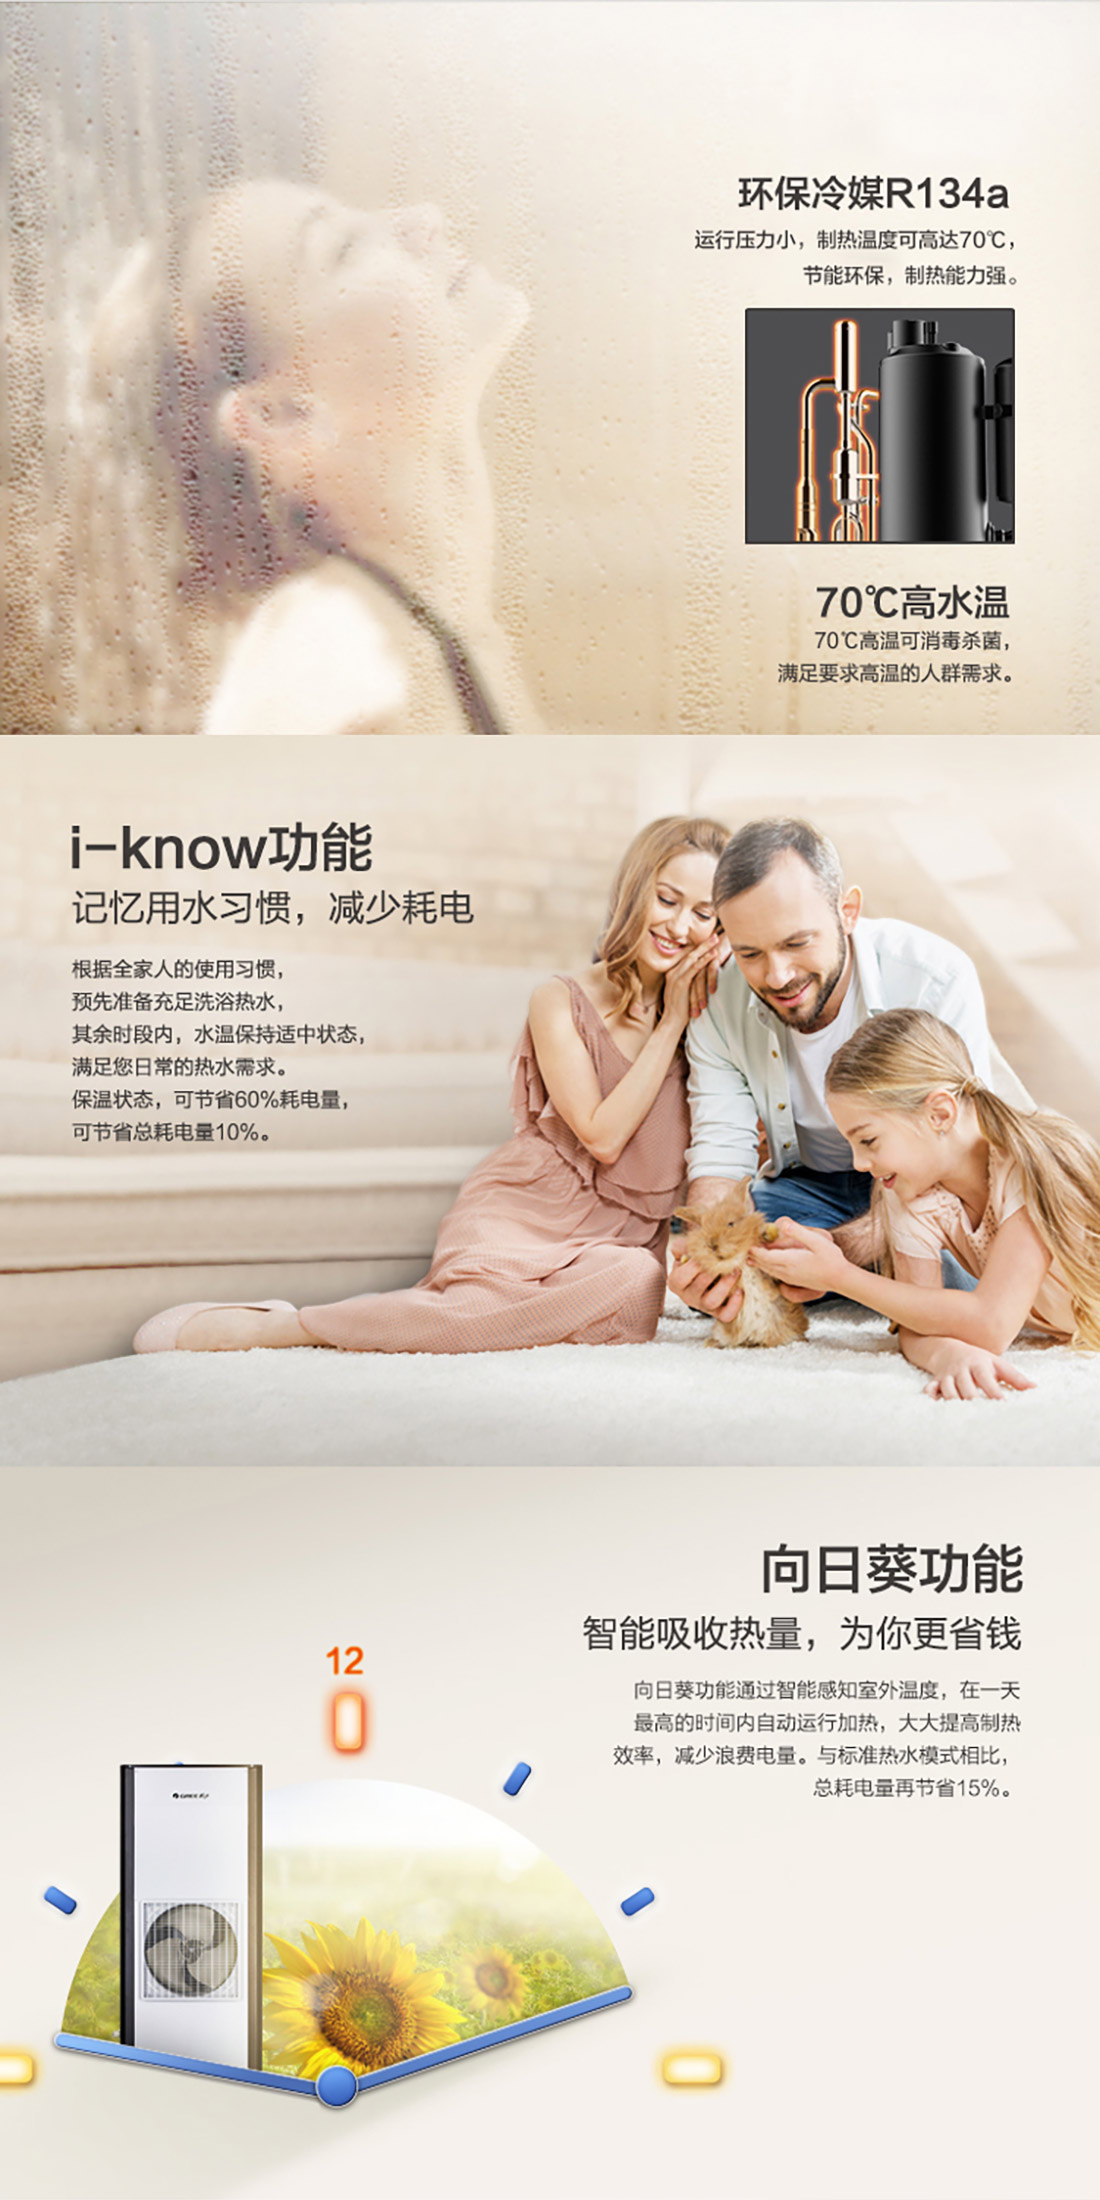 环保冷媒R134a
运行压力小，制热温度可高达70℃，
节能环保，制热能力强。
70℃高水温
70℃高温可消毒杀菌，
满足要求高温的人群需求。
i-know功能
记忆用水习惯，减少耗电
根据全家人的使用习惯，
预先准备充足洗浴热水，
其余时段内，水温保持适中状态，
满足您日常的热水需求。
保温状态，可节省60%耗电量，
可节省总耗电量10%。
向日葵功能
智能吸收热量，为你更省钱
向日葵功能通过智能感知室外温度，在一天
最高的时间内自动运行加热，大大提高制热
效率，减少浪费电量。与标准热水模式相比，
总耗电量再节省15%。
12
GREE格力